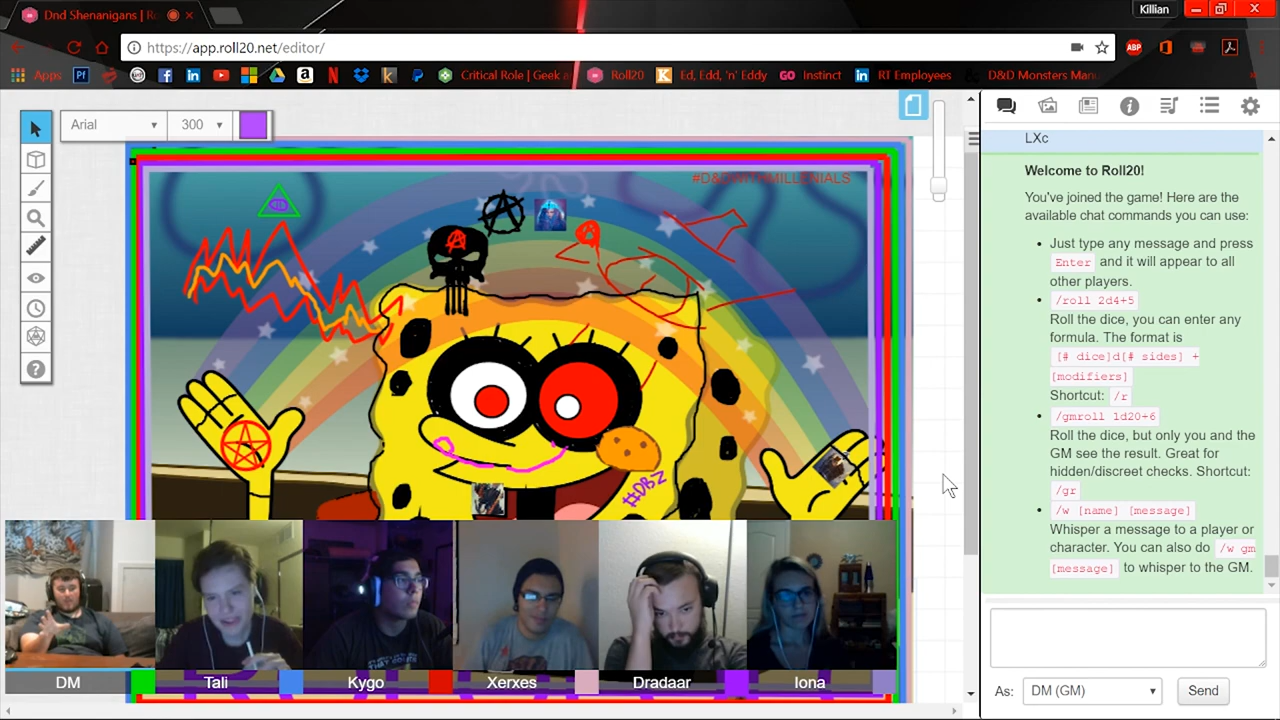 Dnd Shenanigans | R
Killian
https://app.roll20.net/editor/
ABP
Apps
Critical Role | Geek a
Roll20
Ed, Edd, 'n' Eddy
GO Instinct
RT Employees
D&D Monsters Man
Arial
300
#D&DWITHMILLENIALS
#DBZ
LXc
Welcome to Roll20!
You've joined the game! Here are the
available chat commands you can use:
Just type any message and press
Enter and it will appear to all
other players.
/roll 2d4+5
Roll the dice, you can enter any
formula. The format is
[# dice]d[# sides] +
[modifiers]
Shortcut: /r
/gmroll 1d20+6
Roll the dice, but only you and the
GM see the result. Great for
hidden/discreet checks. Shortcut:
/gr
/w [name] [message]
Whisper a message to a player or
character. You can also do /w gm
[message] to whisper to the GM.
DM
Tali
Kygo
Xerxes
Dradaar
Iona
As:
DM (GM)
Send